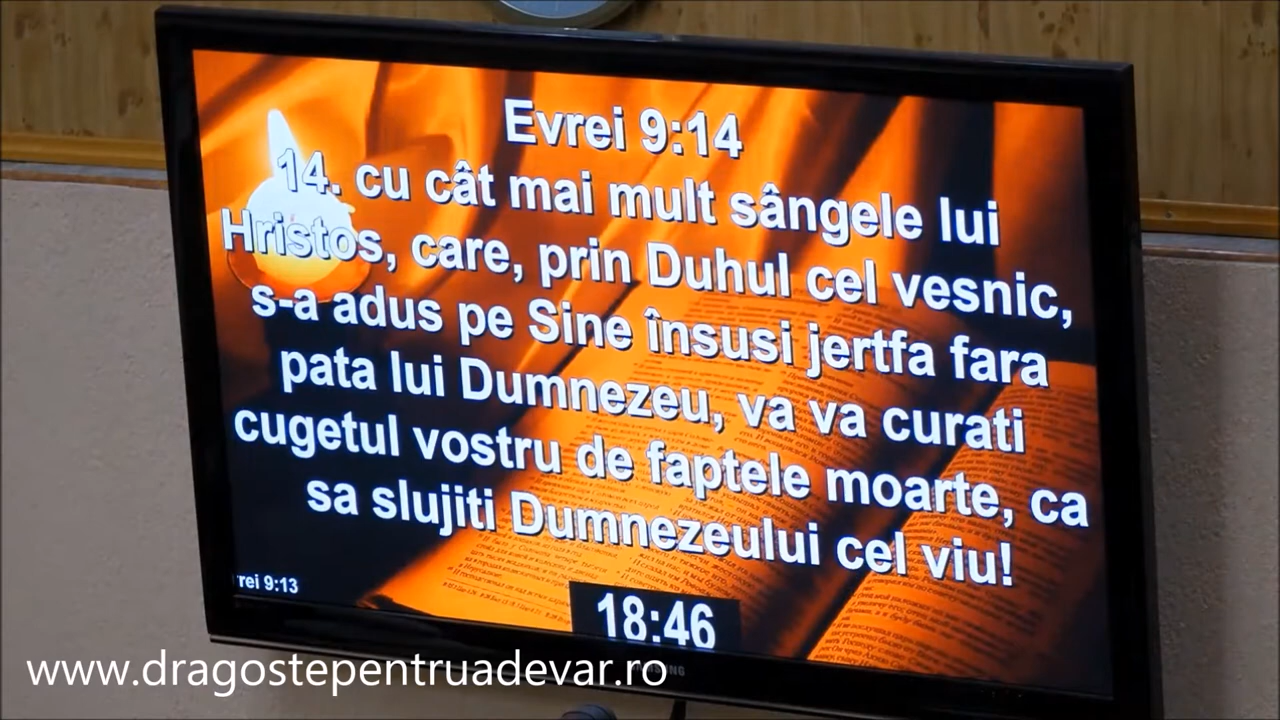 Evrei 9:14
14. cu cât mai mult sângele lui
Hristos, care, prin Duhul cel vesnic,
s-a adus pe Sine însusi jertfa fara
pata lui Dumnezeu, va va curati
cugetul vostru de faptele moarte, ca
sa slujiti Dumnezeului cel viu!
rei 9:13
18:46
www.dragostepentruadevar.ro